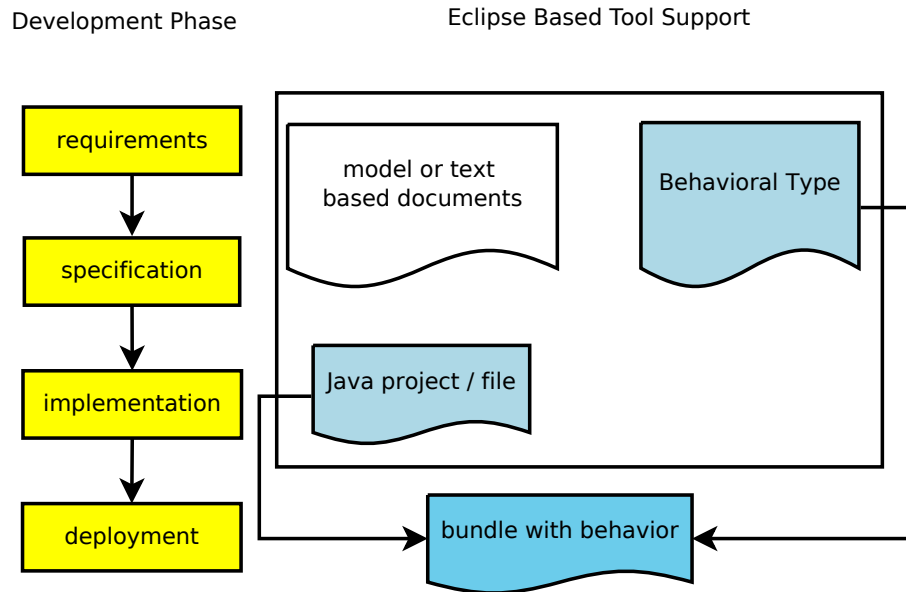 Development Phase
Eclipse Based Tool Support
requirements
specification
implementation
deployment
model or text
based documents
Behavioral Type
Java project / file
bundle with behavior